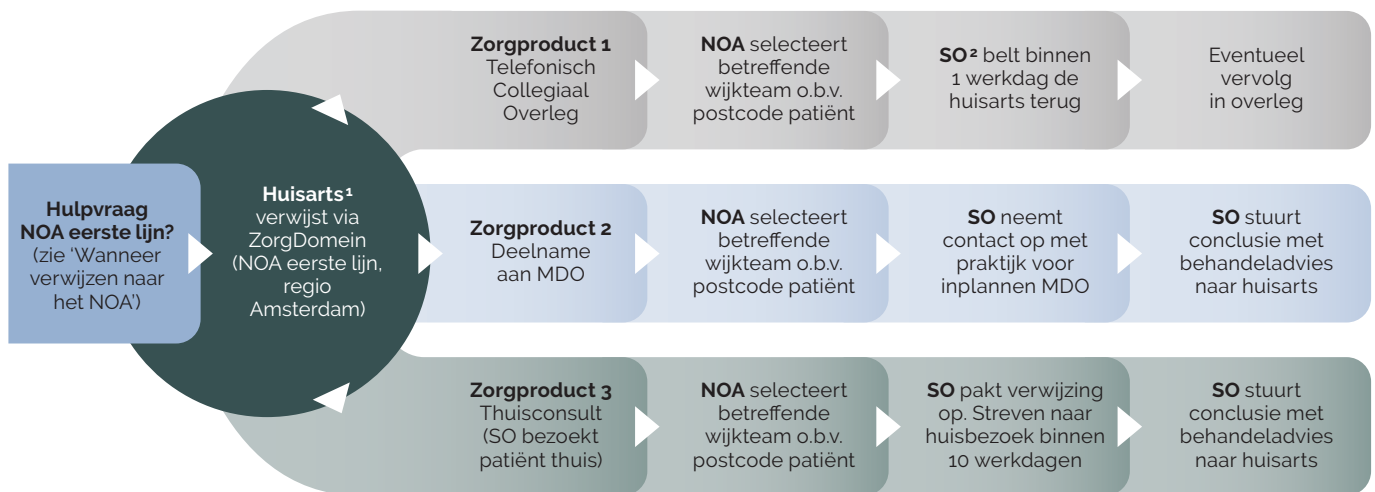 Hulpvraag
NOA eerste lijn?
(zie ‘Wanneer
verwijzen naar
het NOA’)
Huisarts¹
verwijst via
ZorgDomein
(NOA eerste lijn,
regio
Amsterdam)
Zorgproduct 1
Telefonisch
Collegiaal
Overleg
NOA selecteert
betreffende
wijkteam o.b.v.
postcode patiënt
SO² belt binnen
1 werkdag de
huisarts terug
Eventueel
vervolg
in overleg
Zorgproduct 2
Deelname
aan MDO
NOA selecteert
betreffende
wijkteam o.b.v.
postcode patiënt
SO neemt
contact op met
praktijk voor
inplannen MDO
SO stuurt
conclusie met
behandeladvies
naar huisarts
Zorgproduct 3
Thuisconsult
(SO bezoekt
patiënt thuis)
NOA selecteert
betreffende
wijkteam o.b.v.
postcode patiënt
SO pakt verwijzing
op. Streven naar
huisbezoek binnen
10 werkdagen
SO stuurt
conclusie met
behandeladvies
naar huisarts